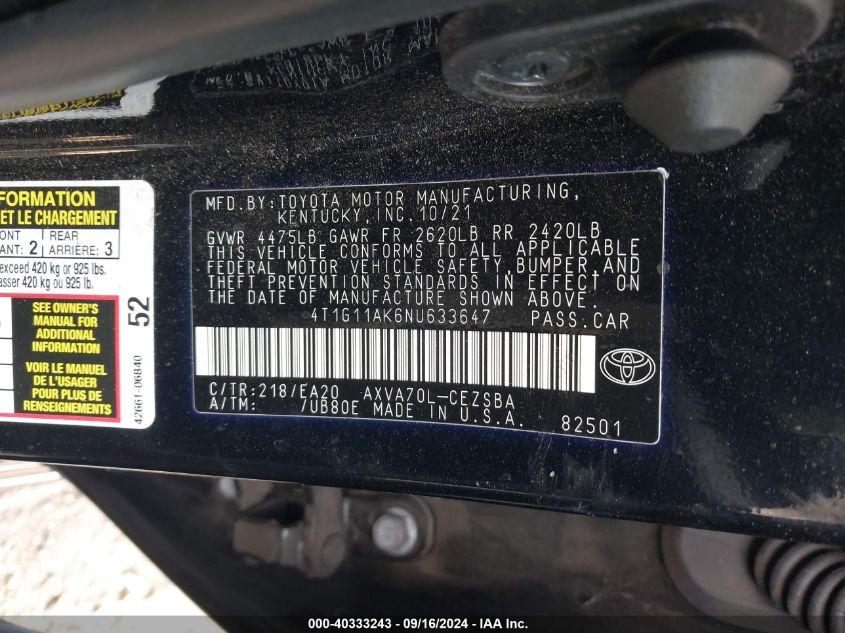 FORMATION
ET LE CHARGEMENT
ONT
REAR
ANT: 2
ARRIÈRE: 3
exceed 420 kg or 925 lbs.
asser 420 kg ou 925 lb.
SEE OWNER'S
MANUAL FOR
ADDITIONAL
INFORMATION
VOIR LE MANUEL
DE L'USAGER
POUR PLUS DE
RENSEIGNEMENTS
52
42661-06B40
MFD.BY:TOYOTA MOTOR MANUFACTURING,
KENTUCKY,INC.10/21
GVWR 4475LB GAWR FR 2620LB RR 2420LB
THIS VEHICLE CONFORMS TO ALL APPLICABLE
FEDERAL MOTOR VEHICLE SAFETY,BUMPER,AND
THEFT PREVENTION STANDARDS IN EFFECT ON
THE DATE OF MANUFACTURE SHOWN ABOVE.
4T1G11AK6NU633647 PASS.CAR
C/TR:218/EA20 AXVA70L-CEZSBA
A/TM: /UB80E MADE IN U.S.A.
82501
000-40333243 - 09/16/2024 - IAA Inc.